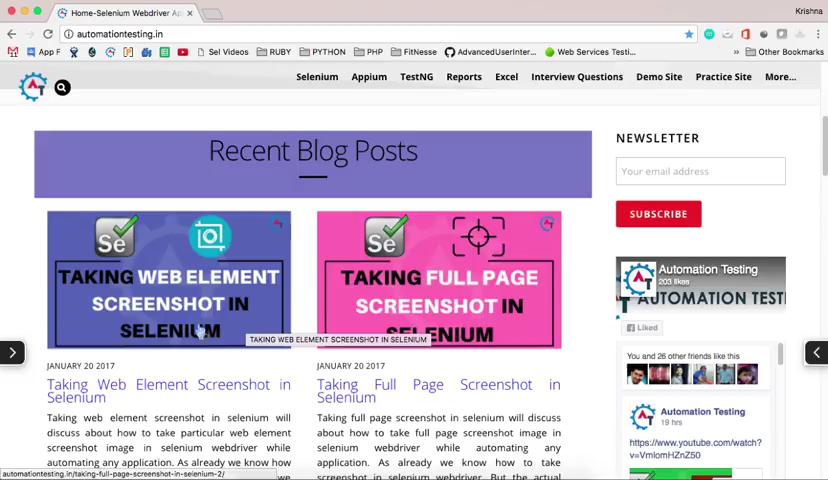 Home-Selenium Webdriver Ap
Krishna
automationtesting.in
App F
Sel Videos
RUBY
PYTHON
PHP
FitNesse
AdvancedUserInter...
Web Services Testi...
Other Bookmarks
Selenium Appium TestNG Reports Excel Interview Questions Demo Site Practice Site More...
Recent Blog Posts
NEWSLETTER
Your email address
SUBSCRIBE
Se
TAKING WEB ELEMENT
SCREENSHOT IN
SELENIUM
TAKING WEB ELEMENT SCREENSHOT IN SELENIUM
Se
TAKING FULL PAGE
SCREENSHOT IN
SELENIUM
Automation Testing
203 likes
AUTOMATION TEST
Liked
You and 26 other friends like this
Automation Testing
19 hrs
https://www.youtube.com/watch?
v=VmlomHZnZ50
JANUARY 20 2017
Taking Web Element Screenshot in
Selenium
Taking web element screenshot in selenium will
discuss about how to take particular web element
screenshot image in selenium webdriver while
automating any application. As already we know how
JANUARY 20 2017
Taking Full Page Screenshot in
Selenium
Taking full page screenshot in selenium will discuss
about how to take full page screenshot image in
selenium webdriver while automating any
application. As already we know how to take
screenshot in selenium webdriver. But the actual
automationtesting.in/taking-full-page-screenshot-in-selenium-2/